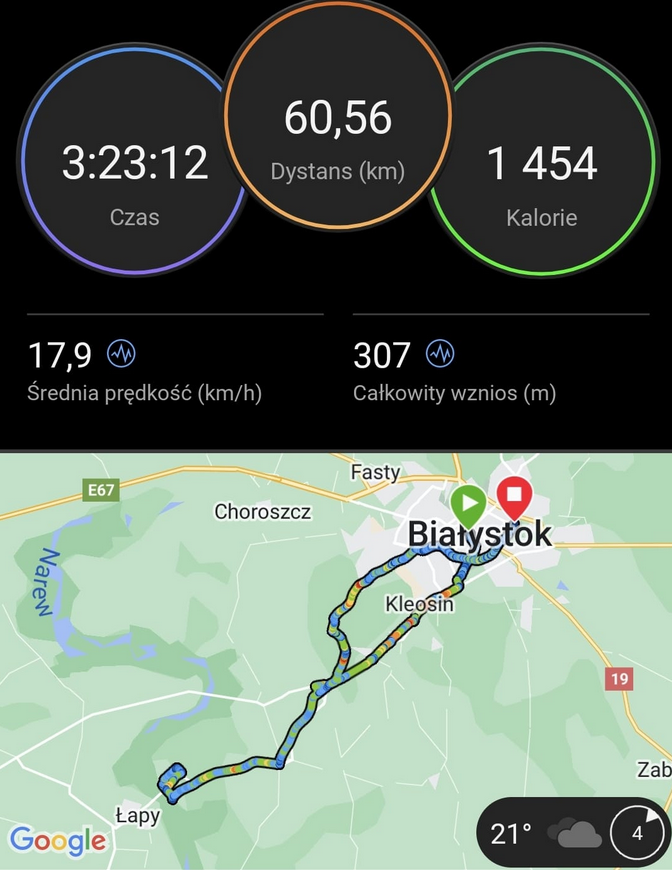 3:23:12
Czas
60,56
Dystans (km)
1 454
Kalorie
17,9
Średnia prędkość (km/h)
307
Całkowity wznios (m)
E67
Fasty
Choroszcz
Białystok
Narew
Kleosin
19
Zab
Łapy
Google
21°
4